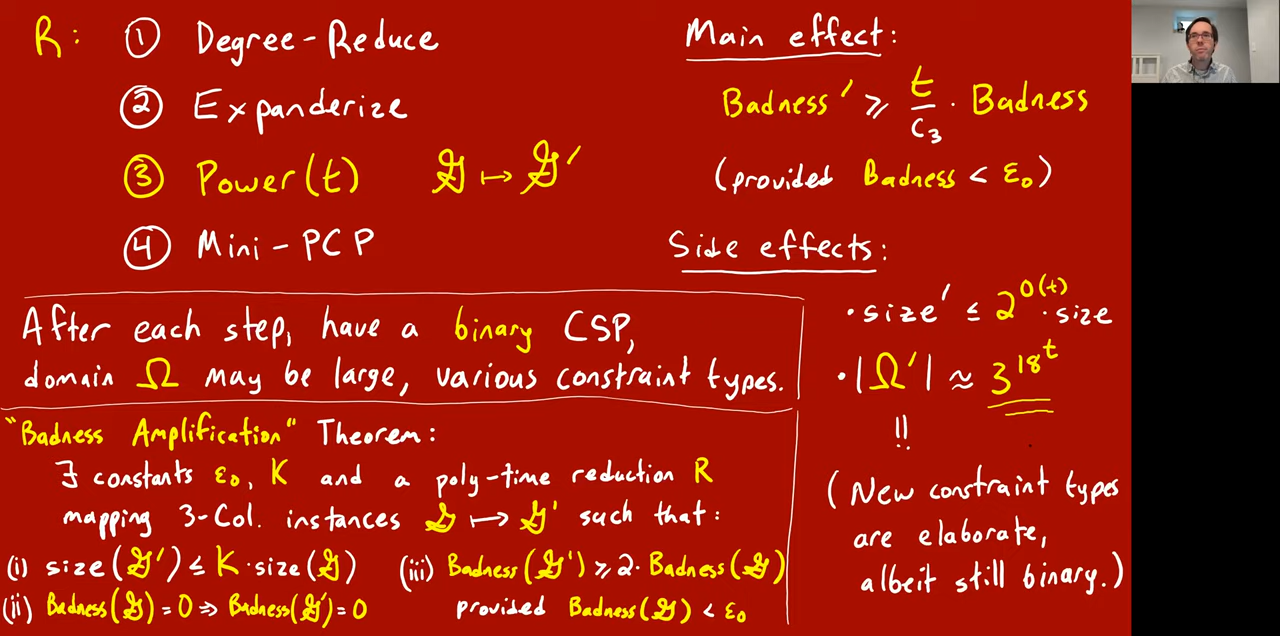 R: ① Degree-Reduce
② Expanderize
③ Power(t) 𝒢 ↦ 𝒢′
④ Mini-PCP
Main effect:
Badness′ ≥ t/C₃ · Badness
(provided Badness < ε₀)
Side effects:
• size′ ≤ 2^{O(t)} · size
• |Ω′| ≈ 3^{18^t}
!!
(New constraint types
are elaborate,
albeit still binary.)
After each step, have a binary CSP,
domain Ω may be large, various constraint types.
"Badness Amplification" Theorem:
∃ constants ε₀, K and a poly-time reduction R
mapping 3-Col. instances 𝒢 ↦ 𝒢′ such that:
(i) size(𝒢′) ≤ K·size(𝒢)
(ii) Badness(𝒢)=0 ⇒ Badness(𝒢′)=0
(iii) Badness(𝒢′) ≥ 2·Badness(𝒢)
provided Badness(𝒢) < ε₀